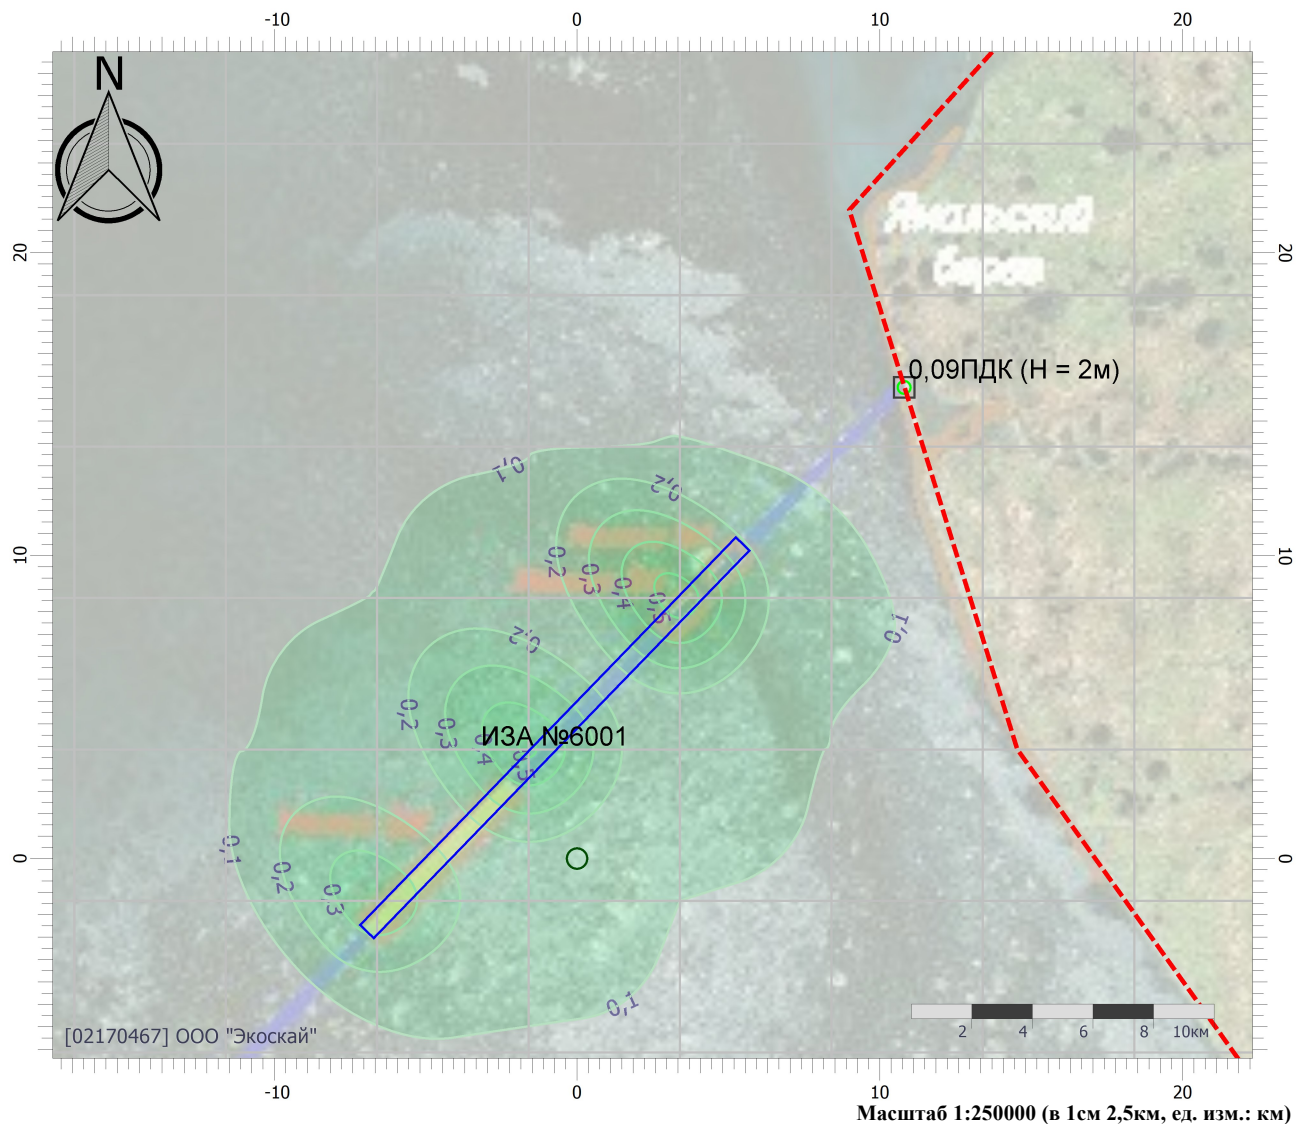 -10 0 10 20
N
Ямальский
берег
20 20
0,09ПДК (H = 2м)
0,1 0,2
10 0,2 0,3 0,4 0,5 10
0,2 0,1
0,2 0,3 0,4 0,5
ИЗА №6001
0 0,1 0,2 0,3 0
0,1
2 4 6 8 10км
[02170467] ООО "Экоскай"
-10 0 10 20
Масштаб 1:250000 (в 1см 2,5км, ед. изм.: км)